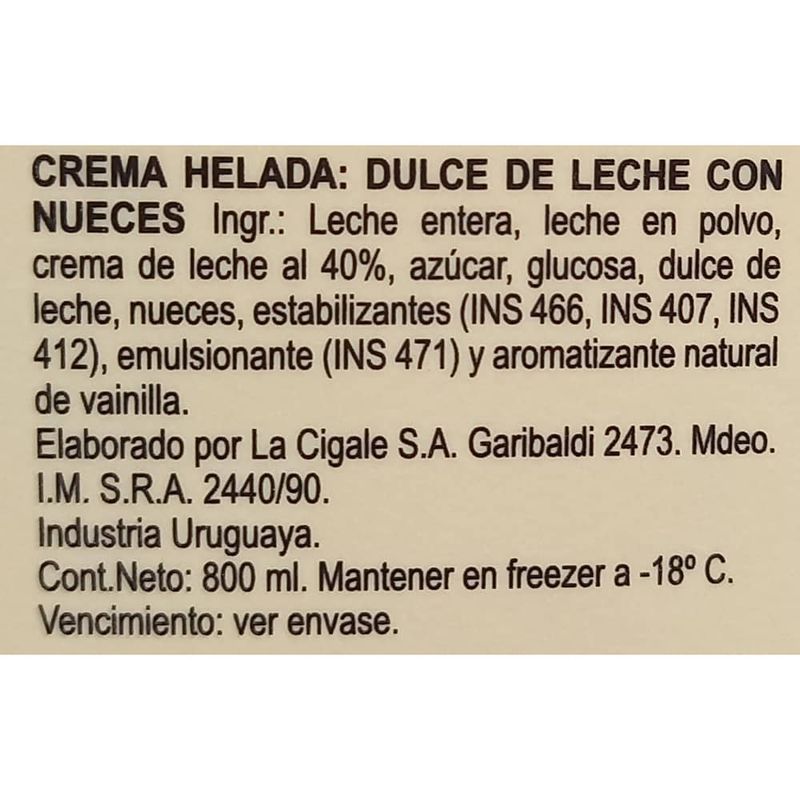 CREMA HELADA: DULCE DE LECHE CON
NUECES Ingr.: Leche entera, leche en polvo,
crema de leche al 40%, azúcar, glucosa, dulce de
leche, nueces, estabilizantes (INS 466, INS 407, INS
412), emulsionante (INS 471) y aromatizante natural
de vainilla.
Elaborado por La Cigale S.A. Garibaldi 2473. Mdeo.
I.M. S.R.A. 2440/90.
Industria Uruguaya.
Cont.Neto: 800 ml. Mantener en freezer a -18º C.
Vencimiento: ver envase.